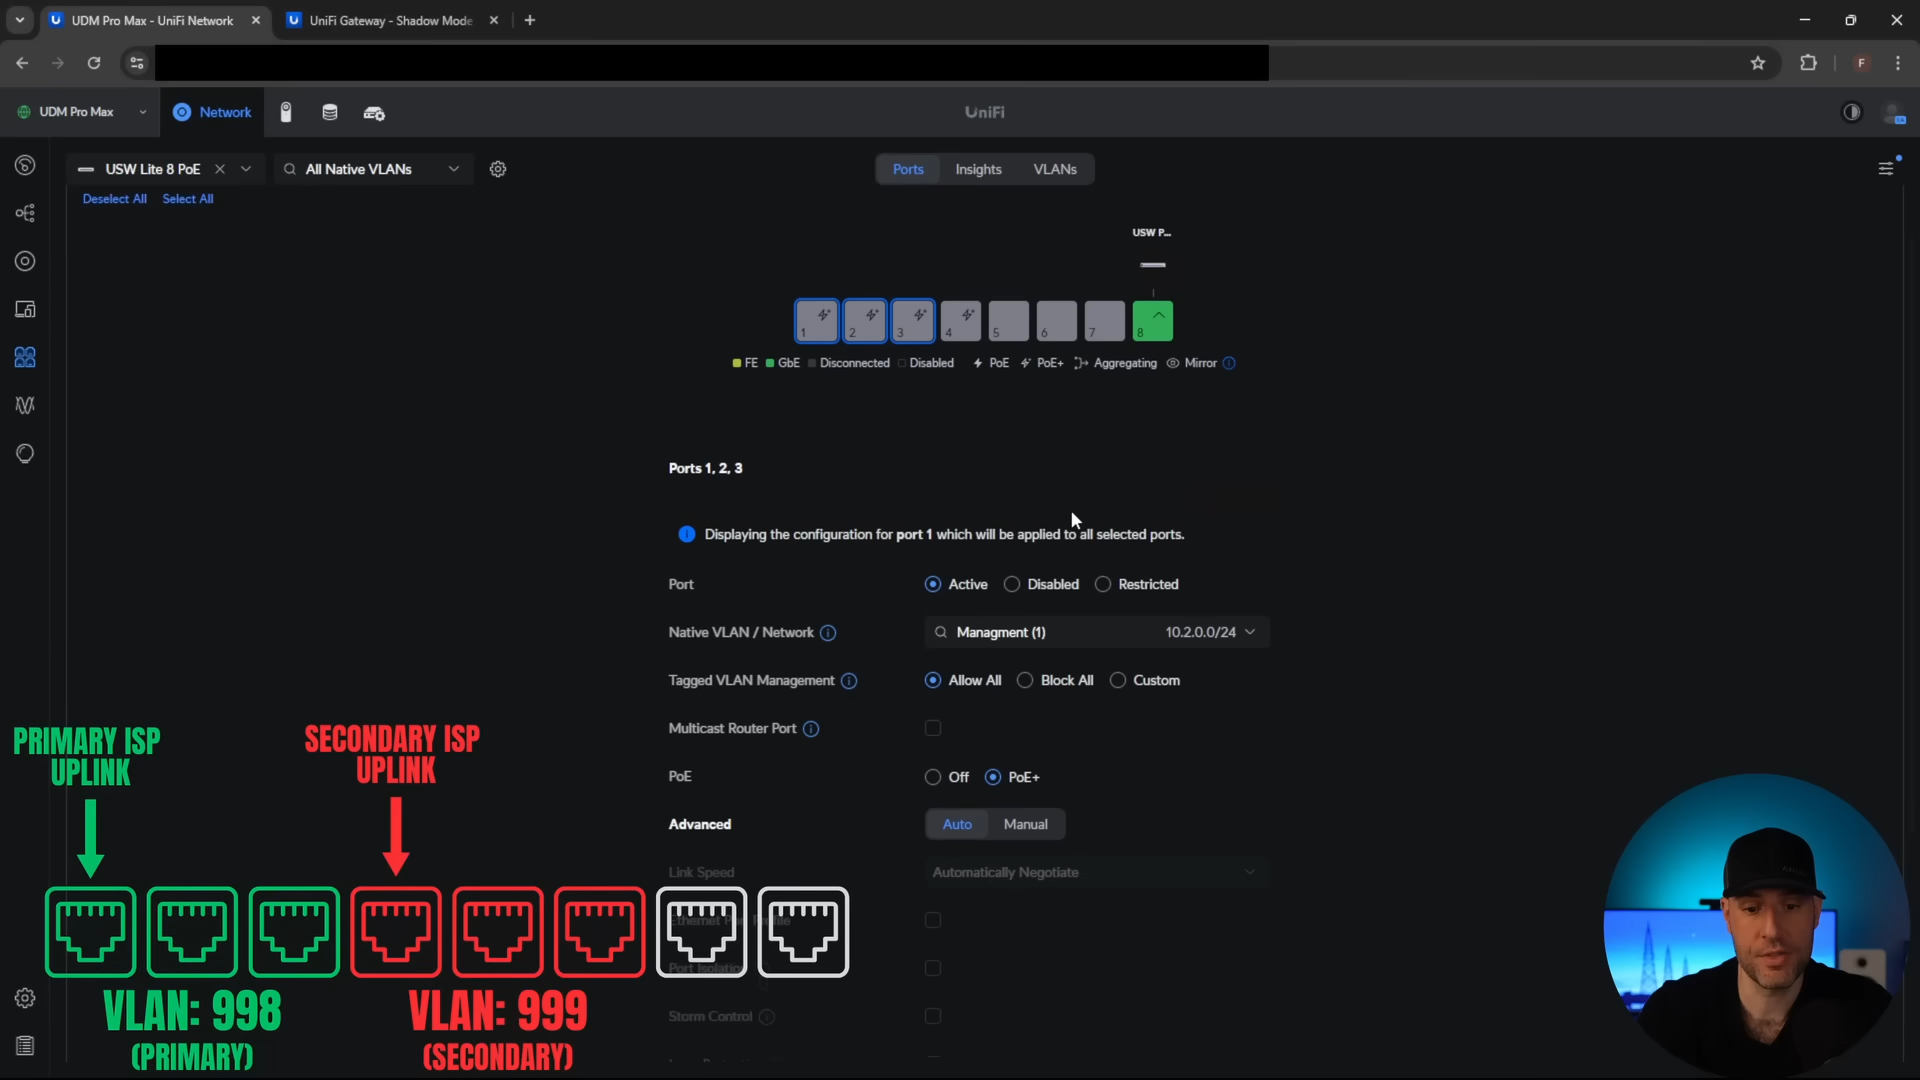 UDM Pro Max - UniFi Network
UniFi Gateway - Shadow Mode
F
UDM Pro Max
Network
UniFi
USW Lite 8 PoE
All Native VLANs
Ports
Insights
VLANs
Deselect All
Select All
USW P...
1
2
3
4
5
6
7
8
FE
GbE
Disconnected
Disabled
PoE
PoE+
Aggregating
Mirror
Ports 1, 2, 3
Displaying the configuration for port 1 which will be applied to all selected ports.
Port
Active
Disabled
Restricted
Native VLAN / Network
Managment (1)
10.2.0.0/24
Tagged VLAN Management
Allow All
Block All
Custom
Multicast Router Port
PoE
Off
PoE+
Advanced
Auto
Manual
Link Speed
Automatically Negotiate
Storm Control
PRIMARY ISP
UPLINK
SECONDARY ISP
UPLINK
VLAN: 998
(PRIMARY)
VLAN: 999
(SECONDARY)